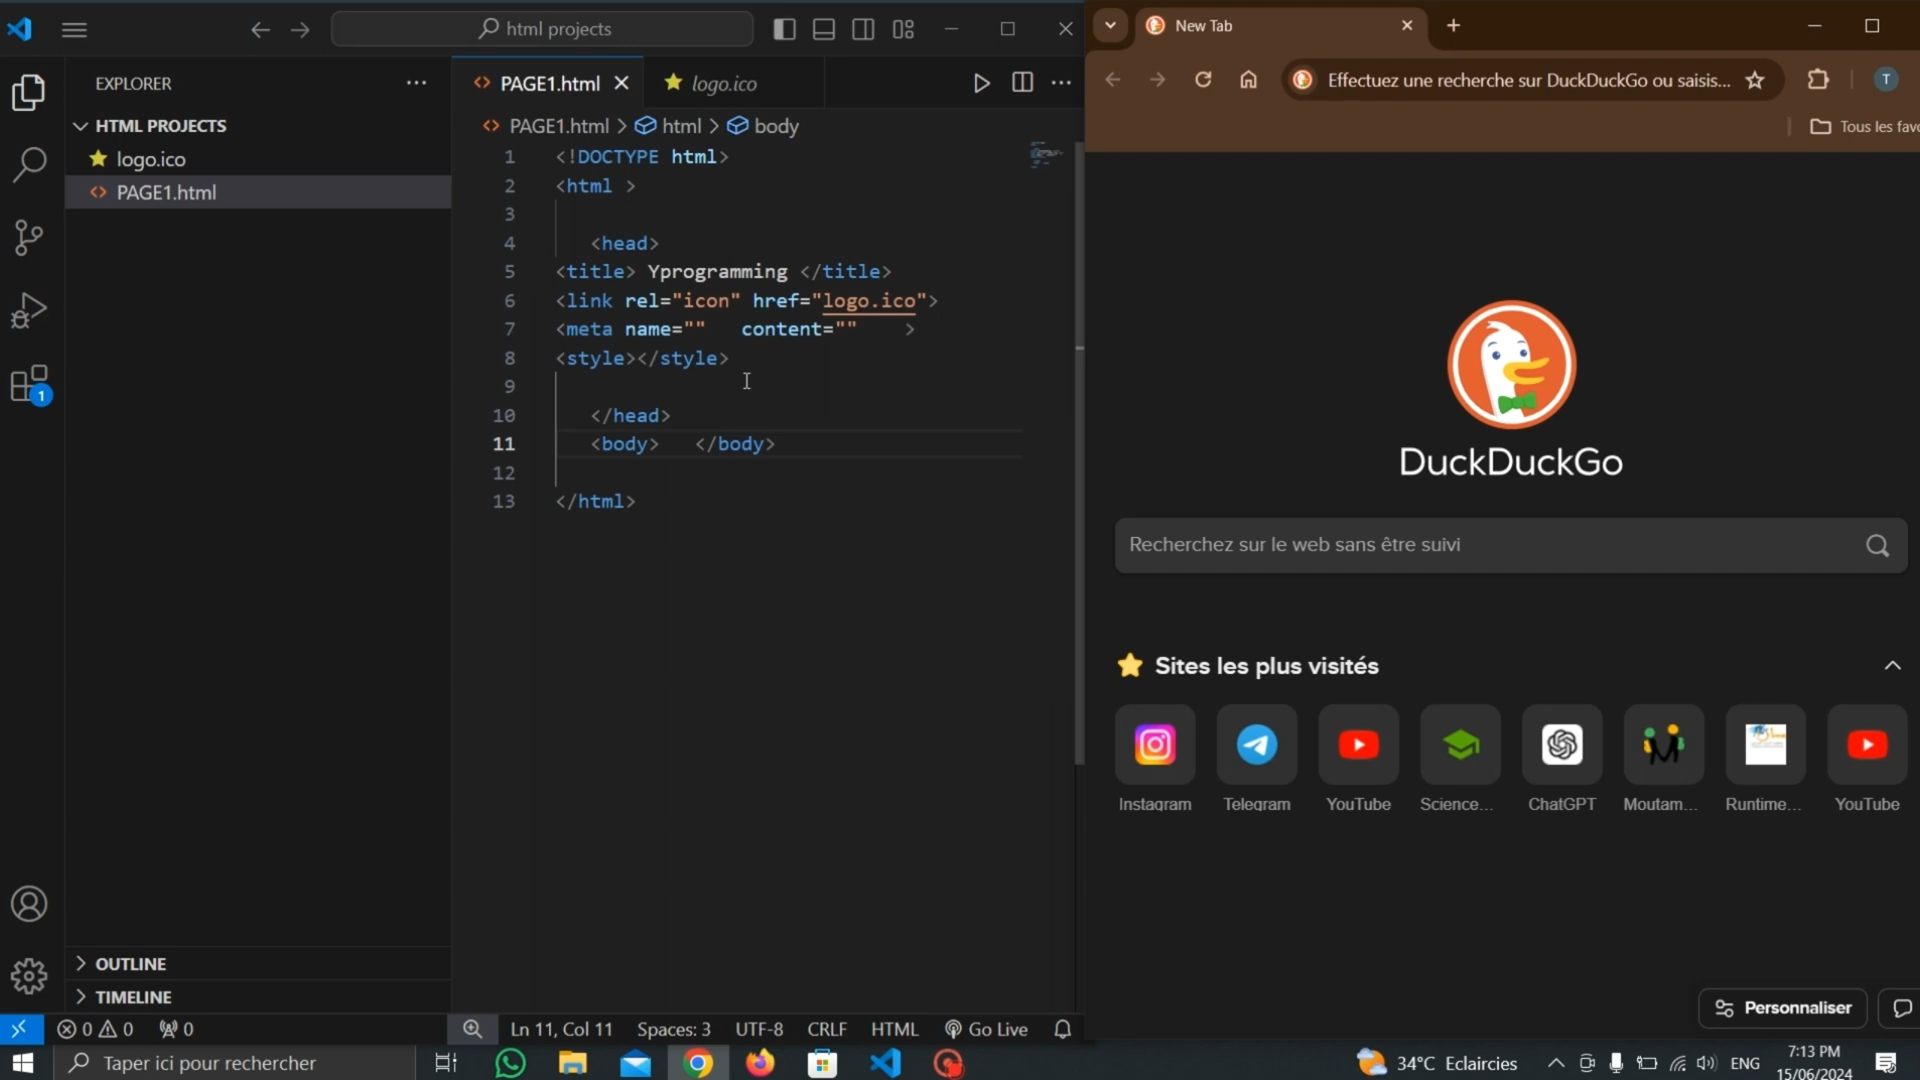 html projects
EXPLORER
HTML PROJECTS
logo.ico
PAGE1.html
OUTLINE
TIMELINE
PAGE1.html
logo.ico
PAGE1.html > html > body
1 <!DOCTYPE html>
2 <html >
3
4 <head>
5 <title> Yprogramming </title>
6 <link rel="icon" href="logo.ico">
7 <meta name="" content="" >
8 <style></style>
9
10 </head>
11 <body> </body>
12
13 </html>
1
0 0 0
Ln 11, Col 11 Spaces: 3 UTF-8 CRLF HTML Go Live
New Tab
Effectuez une recherche sur DuckDuckGo ou saisis...
T
Tous les favo
DuckDuckGo
Recherchez sur le web sans être suivi
Sites les plus visités
Instagram Telegram YouTube Science... ChatGPT Moutam... Runtime... YouTube
Personnaliser
Taper ici pour rechercher
34°C Eclaircies
ENG
7:13 PM
15/06/2024